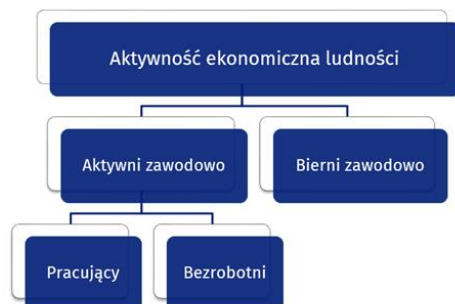 Aktywność ekonomiczna ludności
Aktywni zawodowo
Bierni zawodowo
Pracujący
Bezrobotni